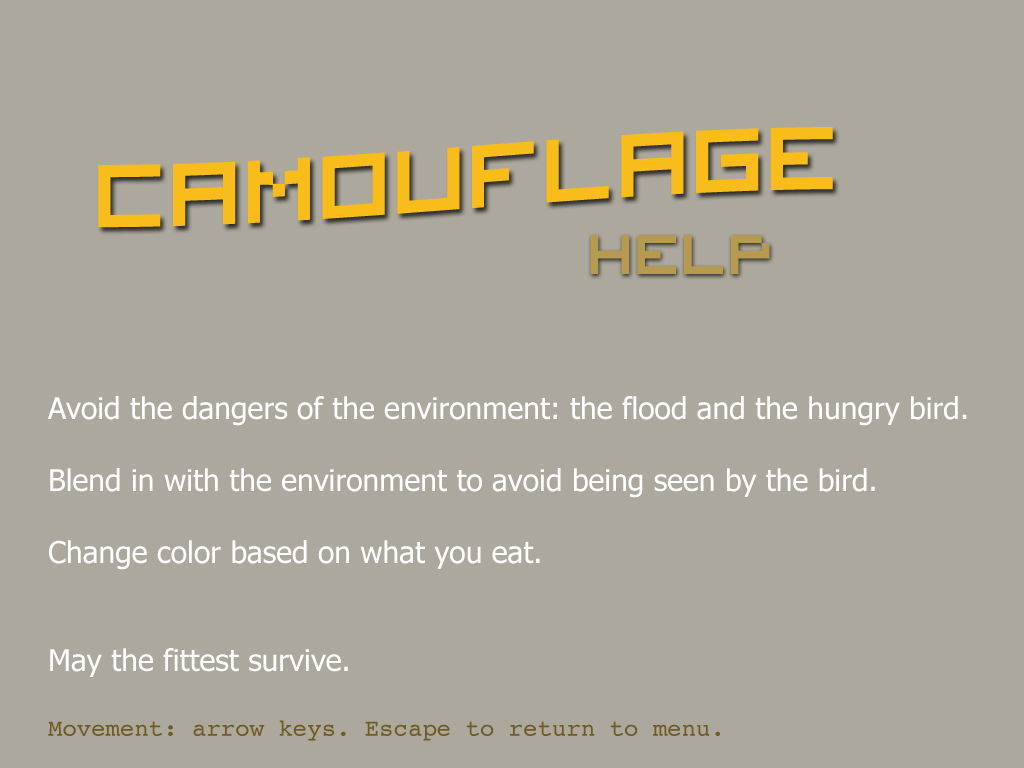 CAMOUFLAGE
HELP
Avoid the dangers of the environment: the flood and the hungry bird.
Blend in with the environment to avoid being seen by the bird.
Change color based on what you eat.
May the fittest survive.
Movement: arrow keys. Escape to return to menu.